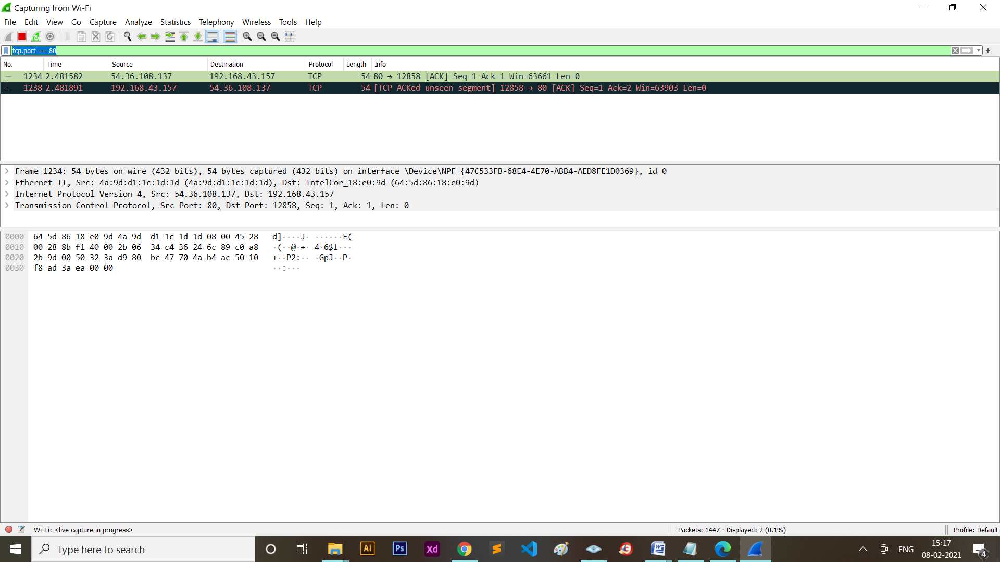 Capturing from Wi-Fi
File Edit View Go Capture Analyze Statistics Telephony Wireless Tools Help
tcp.port == 80
No. Time Source Destination Protocol Length Info
1234 2.481582 54.36.108.137 192.168.43.157 TCP 54 80 → 12858 [ACK] Seq=1 Ack=1 Win=63661 Len=0
1238 2.481891 192.168.43.157 54.36.108.137 TCP 54 [TCP ACKed unseen segment] 12858 → 80 [ACK] Seq=1 Ack=2 Win=63903 Len=0
Frame 1234: 54 bytes on wire (432 bits), 54 bytes captured (432 bits) on interface \Device\NPF_{47C533FB-68E4-4E70-ABB4-AED8FE1D0369}, id 0
Ethernet II, Src: 4a:9d:d1:1c:1d:1d (4a:9d:d1:1c:1d:1d), Dst: IntelCor_18:e0:9d (64:5d:86:18:e0:9d)
Internet Protocol Version 4, Src: 54.36.108.137, Dst: 192.168.43.157
Transmission Control Protocol, Src Port: 80, Dst Port: 12858, Seq: 1, Ack: 1, Len: 0
0000 64 5d 86 18 e0 9d 4a 9d d1 1c 1d 1d 08 00 45 28 d]····J· ······E(
0010 00 28 8b f1 40 00 2b 06 34 c4 36 24 6c 89 c0 a8 ·(··@·+· 4·6$l···
0020 2b 9d 00 50 32 3a d9 80 bc 47 70 4a b4 ac 50 10 +··P2:·· ·GpJ··P·
0030 f8 ad 3a ea 00 00 ··:···
Wi-Fi: <live capture in progress> Packets: 1447 · Displayed: 2 (0.1%) Profile: Default
Type here to search Ai Ps Xd ENG 15:17
08-02-2021 4